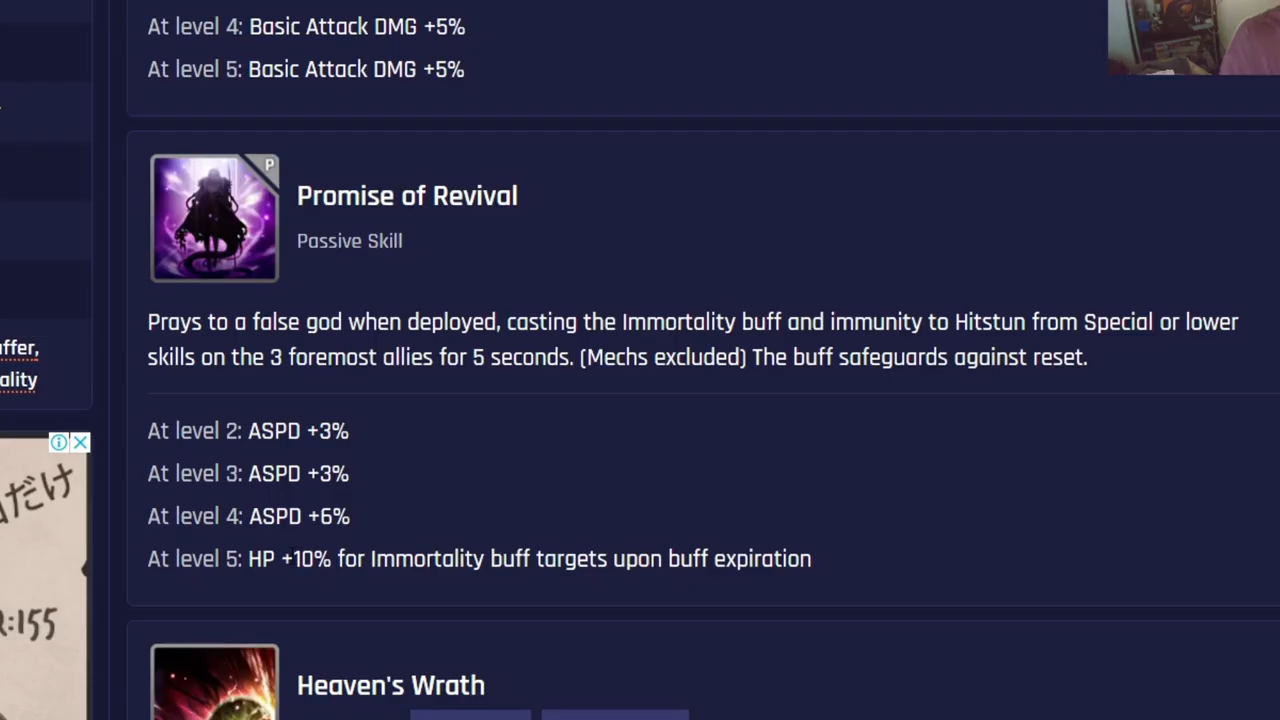 At level 4: Basic Attack DMG +5%
At level 5: Basic Attack DMG +5%
P
Promise of Revival
Passive Skill
Prays to a false god when deployed, casting the Immortality buff and immunity to Hitstun from Special or lower
skills on the 3 foremost allies for 5 seconds. (Mechs excluded) The buff safeguards against reset.
ffer,
ality
At level 2: ASPD +3%
At level 3: ASPD +3%
At level 4: ASPD +6%
At level 5: HP +10% for Immortality buff targets upon buff expiration
だけ
:155
Heaven's Wrath